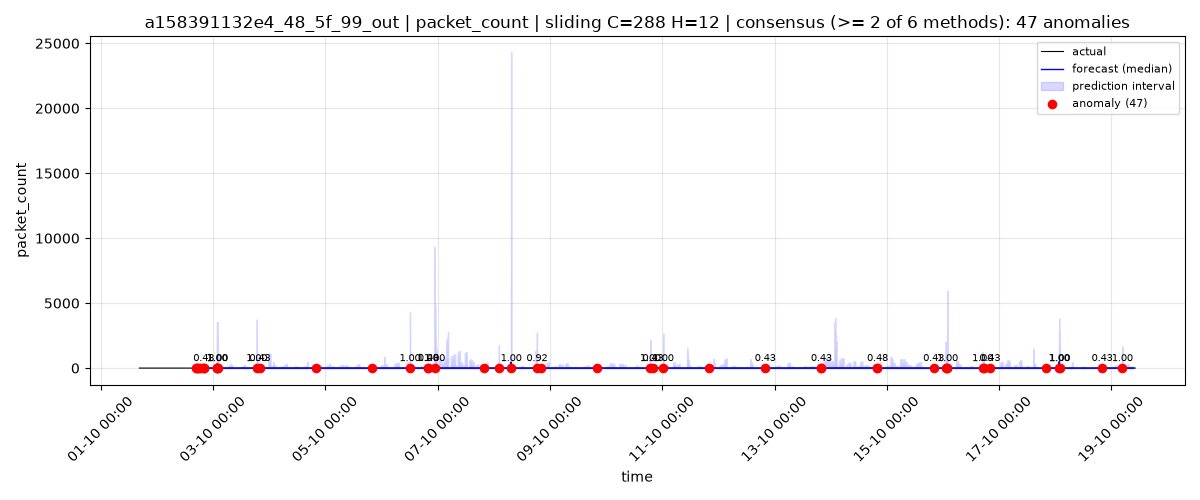 a158391132e4_48_5f_99_out | packet_count | sliding C=288 H=12 | consensus (>= 2 of 6 methods): 47 anomalies
actual
forecast (median)
prediction interval
anomaly (47)
packet_count
25000
20000
15000
10000
5000
0
1.00 0.92 0.43 0.43 0.48 0.43 1.00 1.00 0.43 1.00
01-10 00:00
03-10 00:00
05-10 00:00
07-10 00:00
09-10 00:00
11-10 00:00
13-10 00:00
15-10 00:00
17-10 00:00
19-10 00:00
time